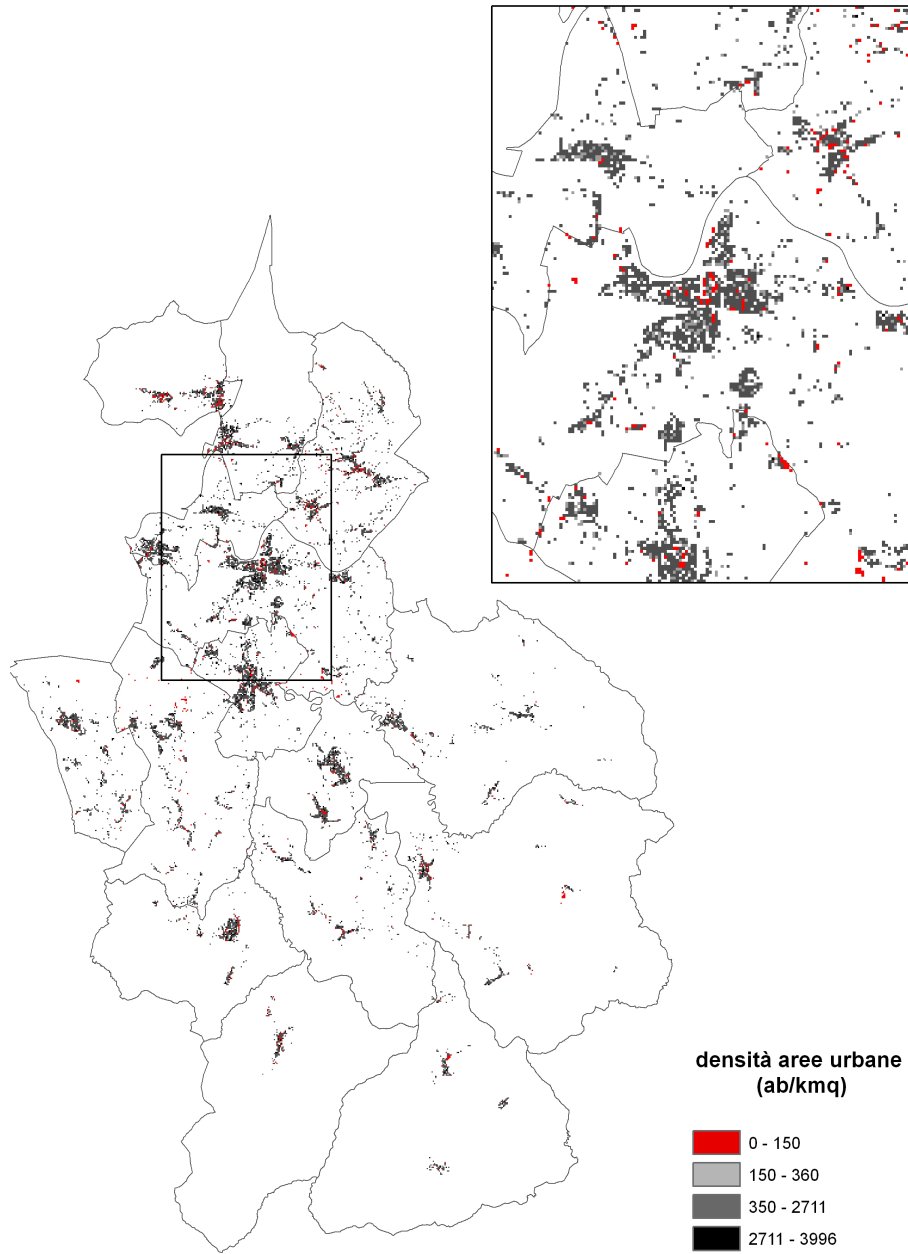 densità aree urbane
(ab/kmq)
0 - 150
150 - 360
350 - 2711
2711 - 3996